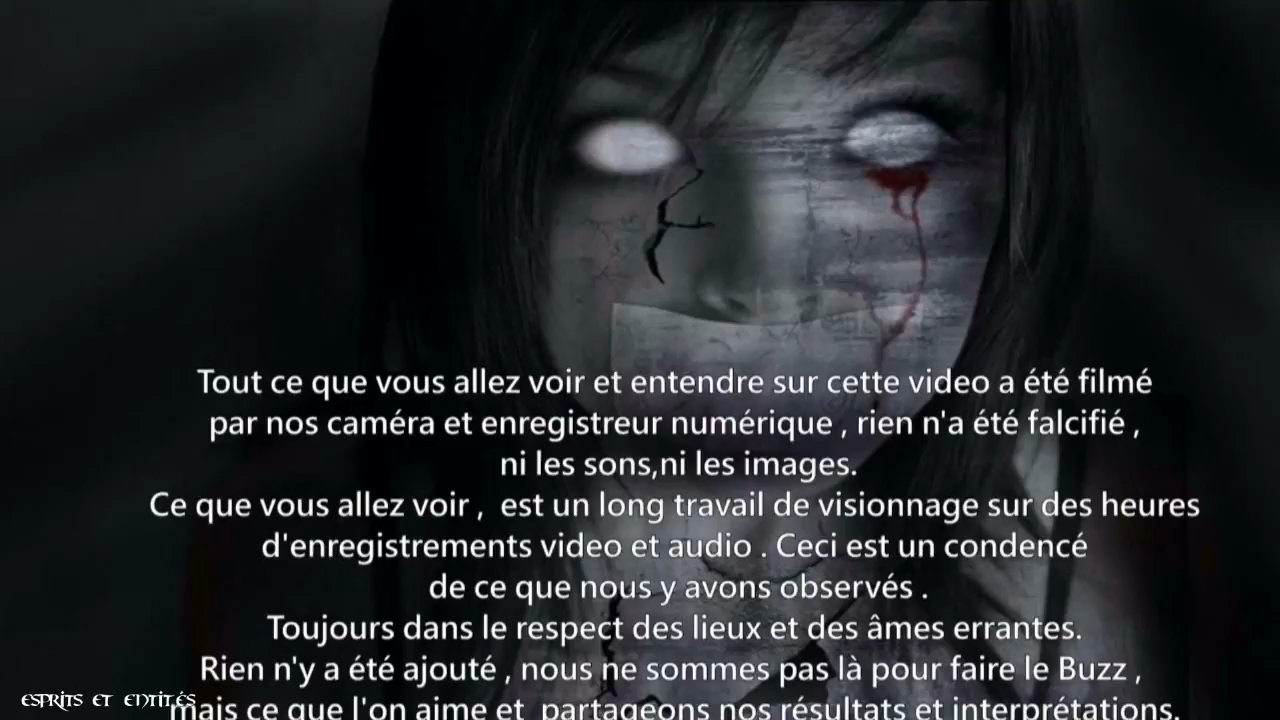 Tout ce que vous allez voir et entendre sur cette video a été filmé
par nos caméra et enregistreur numérique , rien n'a été falcifié ,
ni les sons,ni les images.
Ce que vous allez voir , est un long travail de visionnage sur des heures
d'enregistrements video et audio . Ceci est un condencé
de ce que nous y avons observés .
Toujours dans le respect des lieux et des âmes errantes.
Rien n'y a été ajouté , nous ne sommes pas là pour faire le Buzz ,
mais ce que l'on aime et partageons nos résultats et interprétations.
ESPRITS ET ENTITÉS